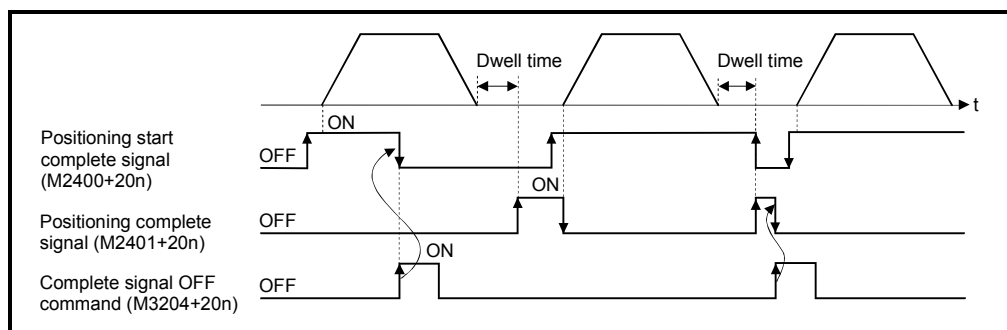 Dwell time
Dwell time
t
ON
Positioning start
complete signal
(M2400+20n)
OFF
ON
Positioning complete
signal (M2401+20n)
OFF
ON
Complete signal OFF
command (M3204+20n)
OFF